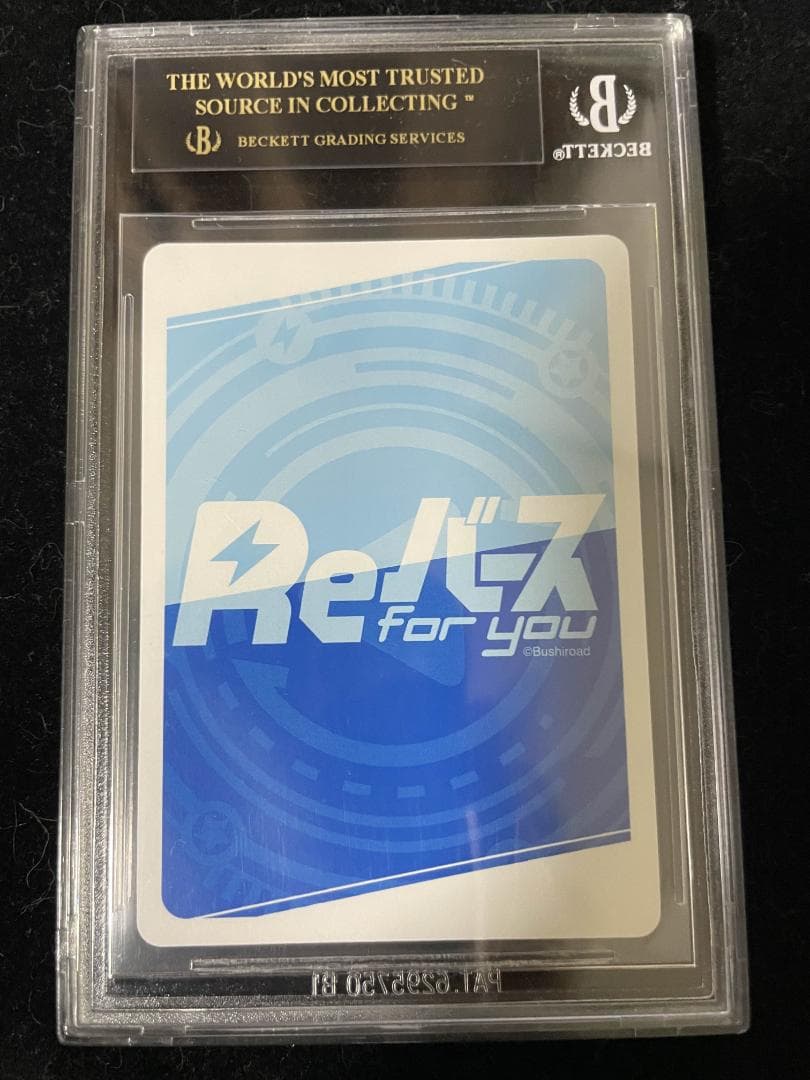 THE WORLD'S MOST TRUSTED
SOURCE IN COLLECTING ™
B BECKETT GRADING SERVICES
B
BECKETT®
Reバース
for you
©Bushiroad
PAT. 6295750 B1